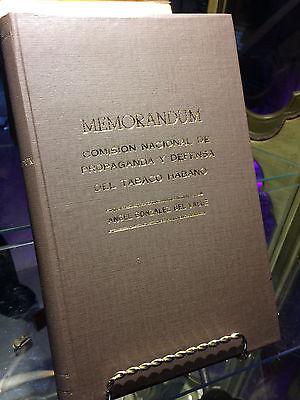 MEMORANDUM
COMISION NACIONAL DE
PROPAGANDA Y DEFENSA
DEL TABACO HABANO
ANGEL GONZALEZ DEL VALLE